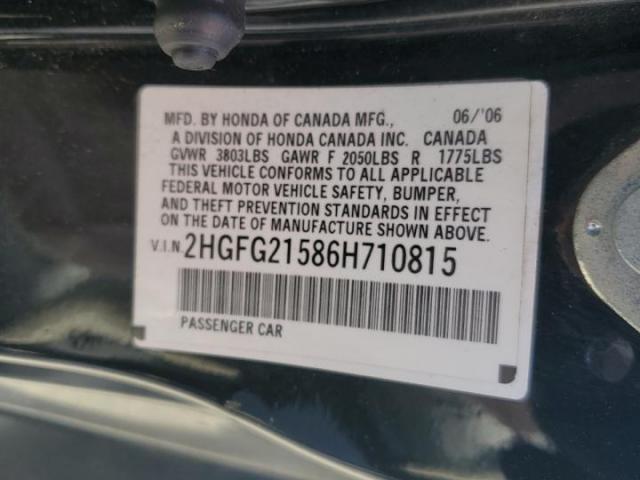 MFD. BY HONDA OF CANADA MFG., 06/'06
A DIVISION OF HONDA CANADA INC. CANADA
GVWR 3803LBS GAWR F 2050LBS R 1775LBS
THIS VEHICLE CONFORMS TO ALL APPLICABLE
FEDERAL MOTOR VEHICLE SAFETY, BUMPER,
AND THEFT PREVENTION STANDARDS IN EFFECT
ON THE DATE OF MANUFACTURE SHOWN ABOVE.
V.I.N. 2HGFG21586H710815
PASSENGER CAR